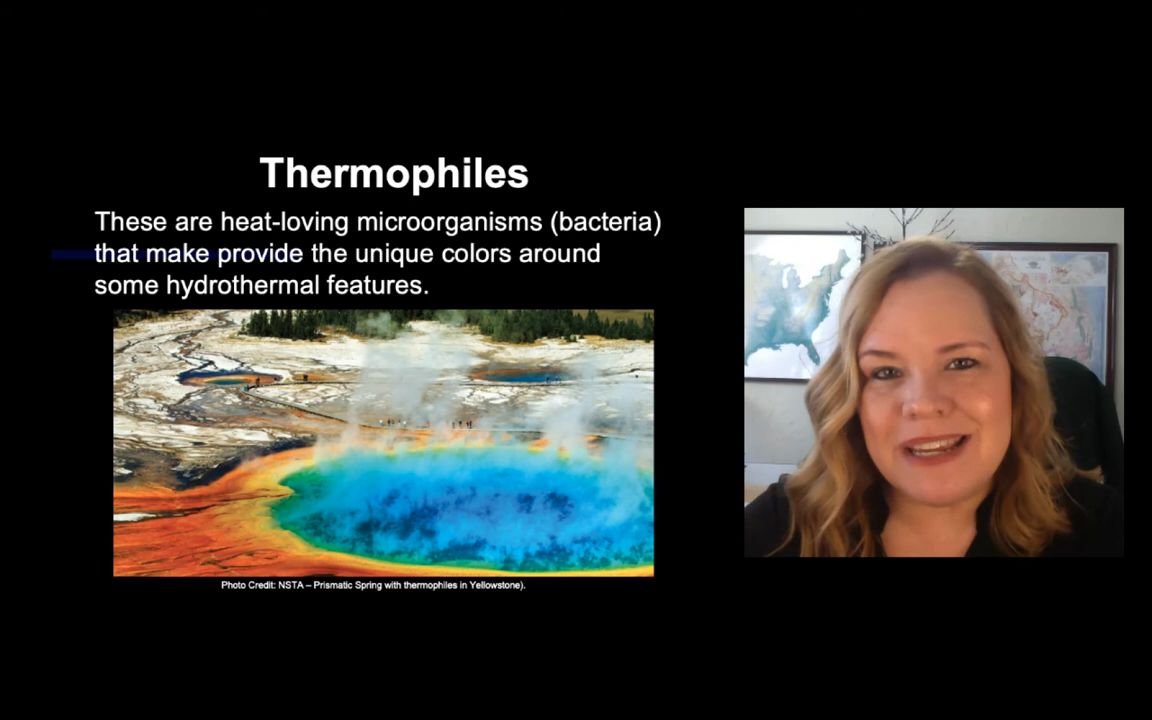 Thermophiles
These are heat-loving microorganisms (bacteria)
that make provide the unique colors around
some hydrothermal features.
Photo Credit: NSTA – Prismatic Spring with thermophiles in Yellowstone).